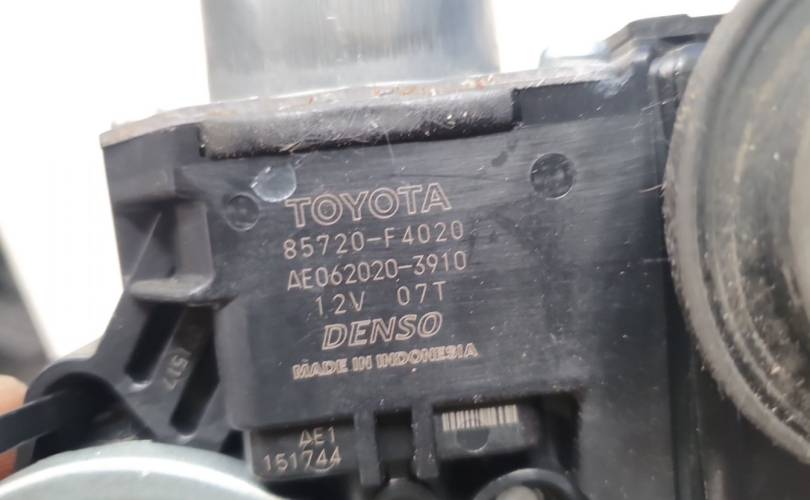 TOYOTA
85720-F4020
AE062020-3910
12V 07T
DENSO
MADE IN INDONESIA
AE1
151744